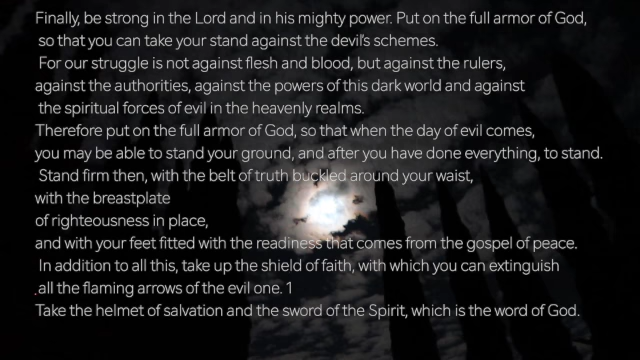 Finally, be strong in the Lord and in his mighty power. Put on the full armor of God,
so that you can take your stand against the devil's schemes.
For our struggle is not against flesh and blood, but against the rulers,
against the authorities, against the powers of this dark world and against
the spiritual forces of evil in the heavenly realms.
Therefore put on the full armor of God, so that when the day of evil comes,
you may be able to stand your ground, and after you have done everything, to stand.
Stand firm then, with the belt of truth buckled around your waist,
with the breastplate
of righteousness in place,
and with your feet fitted with the readiness that comes from the gospel of peace.
In addition to all this, take up the shield of faith, with which you can extinguish
all the flaming arrows of the evil one. 1
Take the helmet of salvation and the sword of the Spirit, which is the word of God.